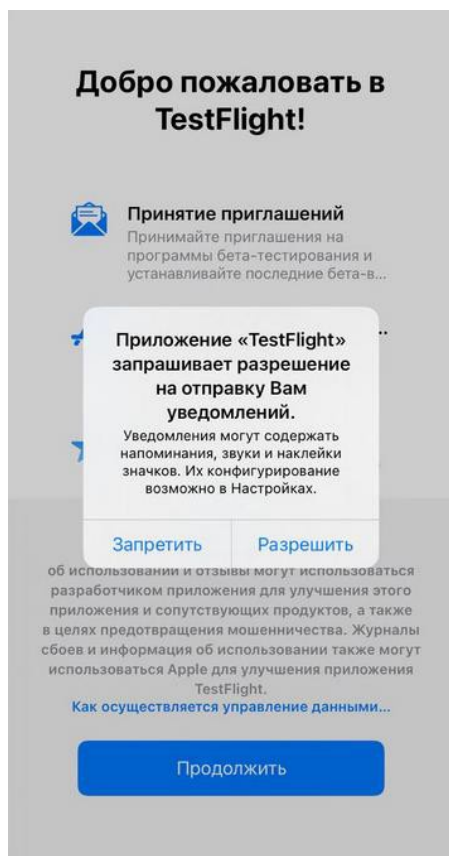 Добро пожаловать в
TestFlight!
Принятие приглашений
Принимайте приглашения на
программы бета-тестирования и
устанавливайте последние бета-в...
Приложение «TestFlight»
запрашивает разрешение
на отправку Вам
уведомлений.
Уведомления могут содержать
напоминания, звуки и наклейки
значков. Их конфигурирование
возможно в Настройках.
Запретить Разрешить
об использовании и отзывы могут использоваться
разработчиком приложения для улучшения этого
приложения и сопутствующих продуктов, а также
в целях предотвращения мошенничества. Журналы
сбоев и информация об использовании также могут
использоваться Apple для улучшения приложения
TestFlight.
Как осуществляется управление данными...
Продолжить